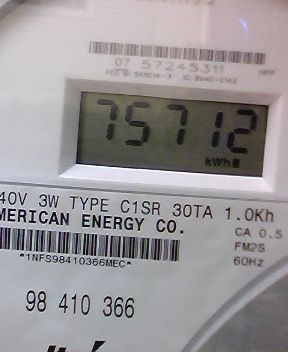 07 57245311
75712
kWh
40V 3W TYPE C1SR 30TA 1.0Kh
MERICAN ENERGY CO.
CA 0.5
FM2S
*1NFS98410366MEC*
60Hz
98 410 366